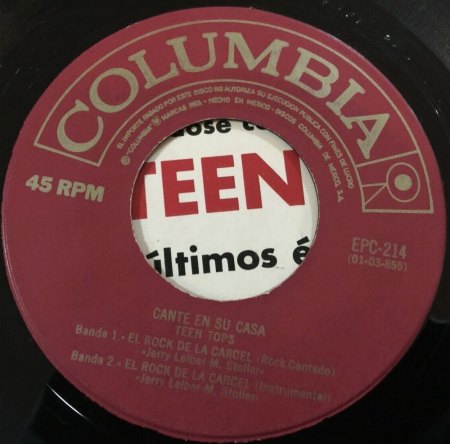 COLUMBIA
EL IMPORTE PAGADO POR ESTE DISCO NO AUTORIZA SU EJECUCION PUBLICA CON FINES DE LUCRO
"COLUMBIA" MARCAS REG. - HECHO EN MEXICO - DISCOS COLUMBIA DE MEXICO, S.A.
45 RPM
TEEN
últimos é
EPC-214
(01-03-855)
CANTE EN SU CASA
TEEN TOPS
Banda 1.- EL ROCK DE LA CARCEL (Rock Cantado)
-Jerry Leiber M. Stoller-
Banda 2.- EL ROCK DE LA CARCEL (Instrumental)
-Jerry Leiber-M. Stoller-